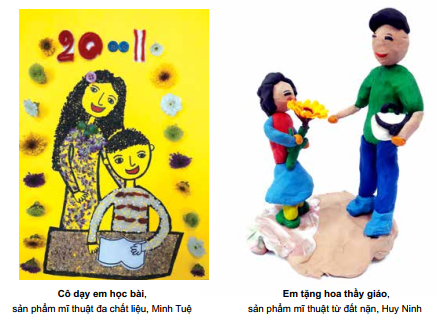 20 •• 11
Cô dạy em học bài,
sản phẩm mĩ thuật đa chất liệu, Minh Tuệ
Em tặng hoa thầy giáo,
sản phẩm mĩ thuật từ đất nặn, Huy Ninh